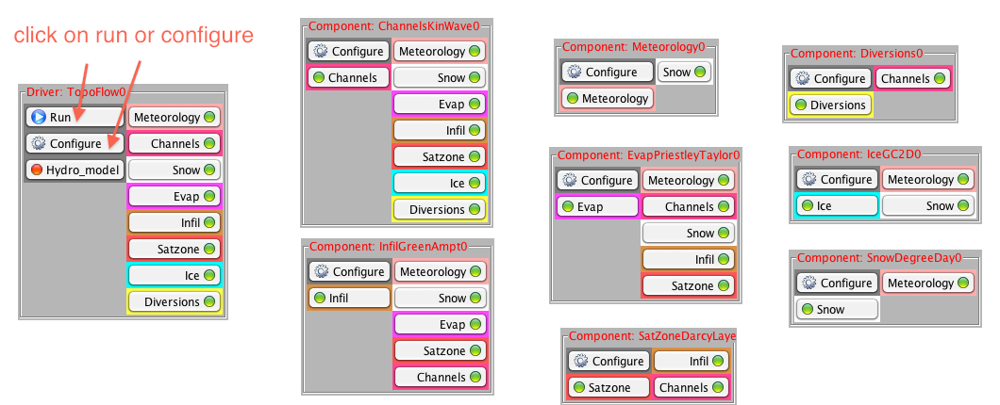 click on run or configure
Driver: TopoFlow0
Run Meteorology
Configure Channels
Hydro_model Snow
Evap
Infil
Satzone
Ice
Diversions
Component: ChannelsKinWave0
Configure Meteorology
Channels Snow
Evap
Infil
Satzone
Ice
Diversions
Component: InfilGreenAmpt0
Configure Meteorology
Infil Snow
Evap
Satzone
Channels
Component: Meteorology0
Configure Snow
Meteorology
Component: EvapPriestleyTaylor0
Configure Meteorology
Evap Channels
Snow
Infil
Satzone
Component: SatZoneDarcyLaye
Configure Infil
Satzone Channels
Component: Diversions0
Configure Channels
Diversions
Component: IceGC2D0
Configure Meteorology
Ice Snow
Component: SnowDegreeDay0
Configure Meteorology
Snow